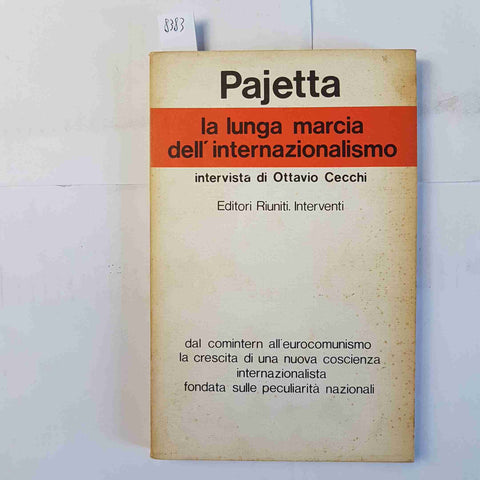 8383
Pajetta
la lunga marcia
dell'internazionalismo
intervista di Ottavio Cecchi
Editori Riuniti. Interventi
dal comintern all'eurocomunismo
la crescita di una nuova coscienza
internazionalista
fondata sulle peculiarità nazionali